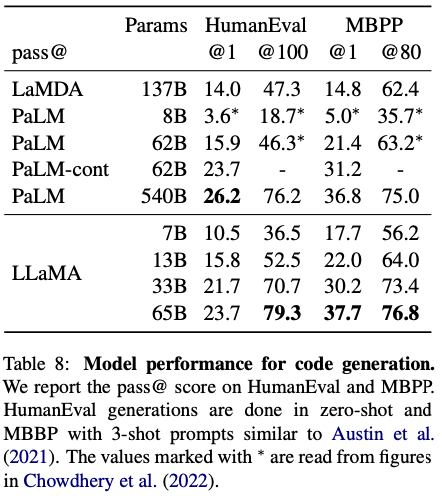 Params HumanEval MBPP
pass@ @1 @100 @1 @80
LaMDA 137B 14.0 47.3 14.8 62.4
PaLM 8B 3.6* 18.7* 5.0* 35.7*
PaLM 62B 15.9 46.3* 21.4 63.2*
PaLM-cont 62B 23.7 - 31.2 -
PaLM 540B 26.2 76.2 36.8 75.0
LLaMA
7B 10.5 36.5 17.7 56.2
13B 15.8 52.5 22.0 64.0
33B 21.7 70.7 30.2 73.4
65B 23.7 79.3 37.7 76.8
Table 8: Model performance for code generation.
We report the pass@ score on HumanEval and MBPP.
HumanEval generations are done in zero-shot and
MBBP with 3-shot prompts similar to Austin et al.
(2021). The values marked with * are read from figures
in Chowdhery et al. (2022).